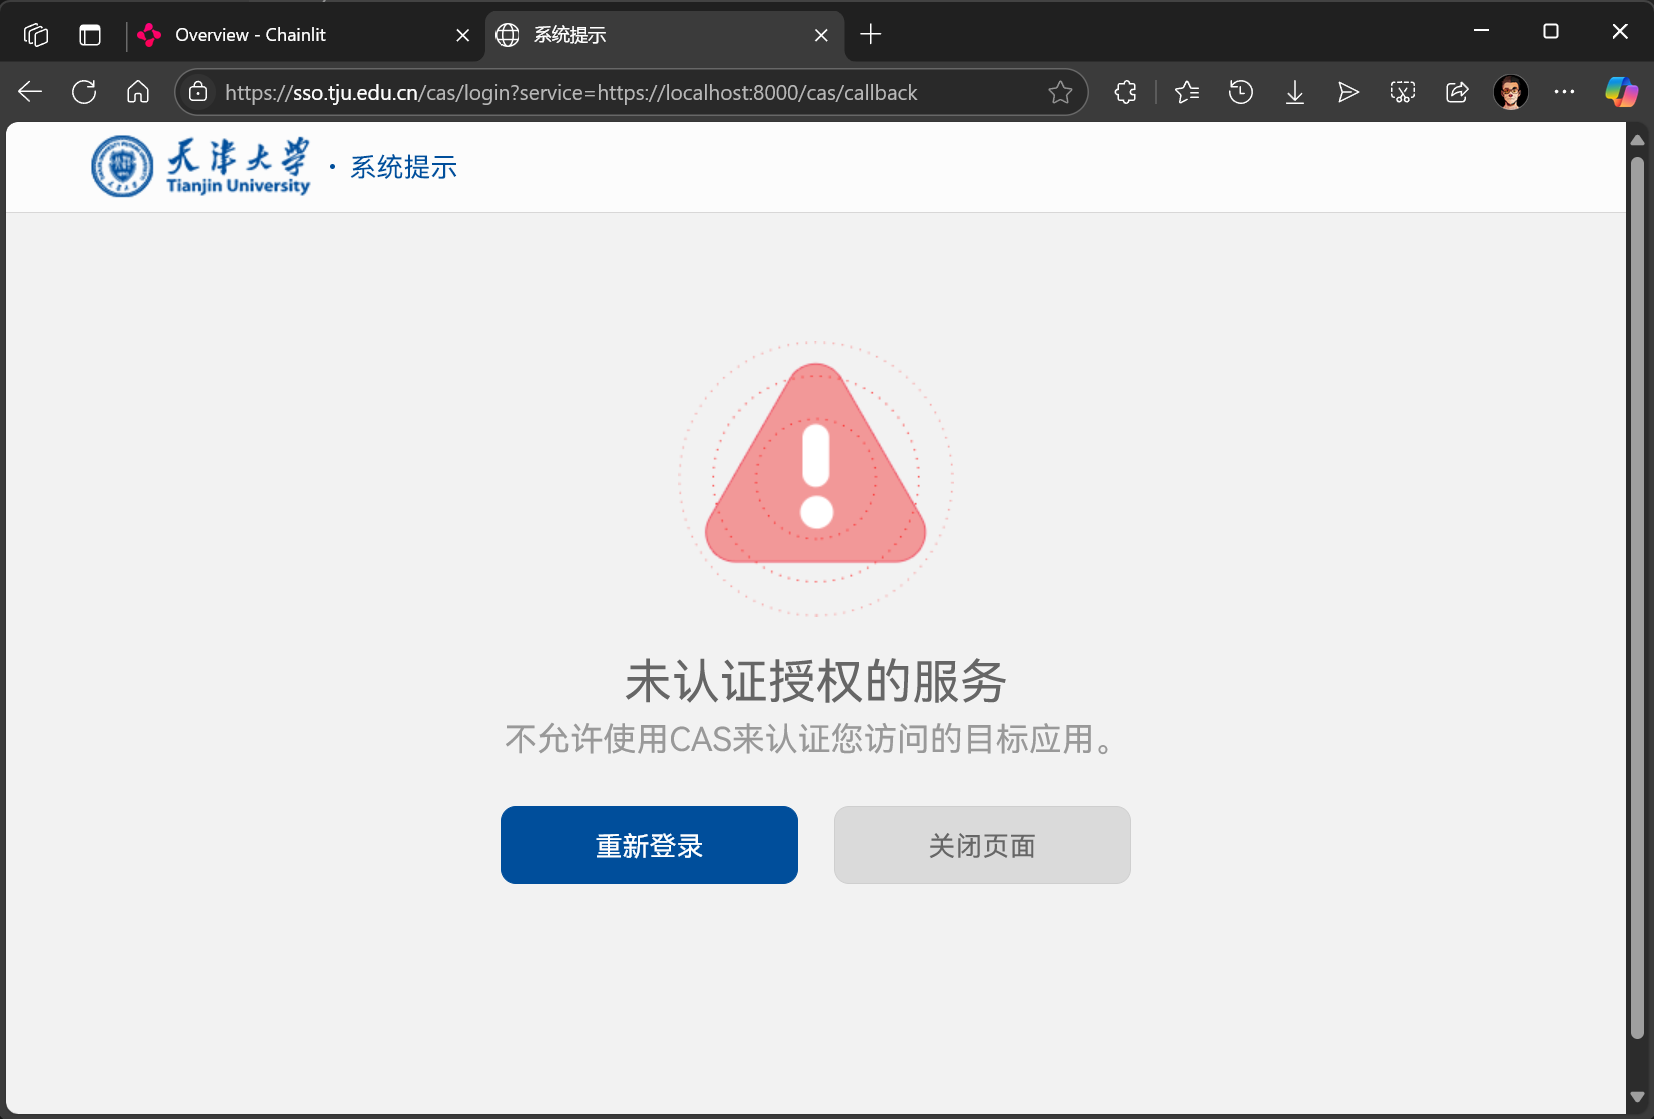 Overview - Chainlit
系统提示
https://sso.tju.edu.cn/cas/login?service=https://localhost:8000/cas/callback
天津大学
Tianjin University
· 系统提示
未认证授权的服务
不允许使用CAS来认证您访问的目标应用。
重新登录
关闭页面